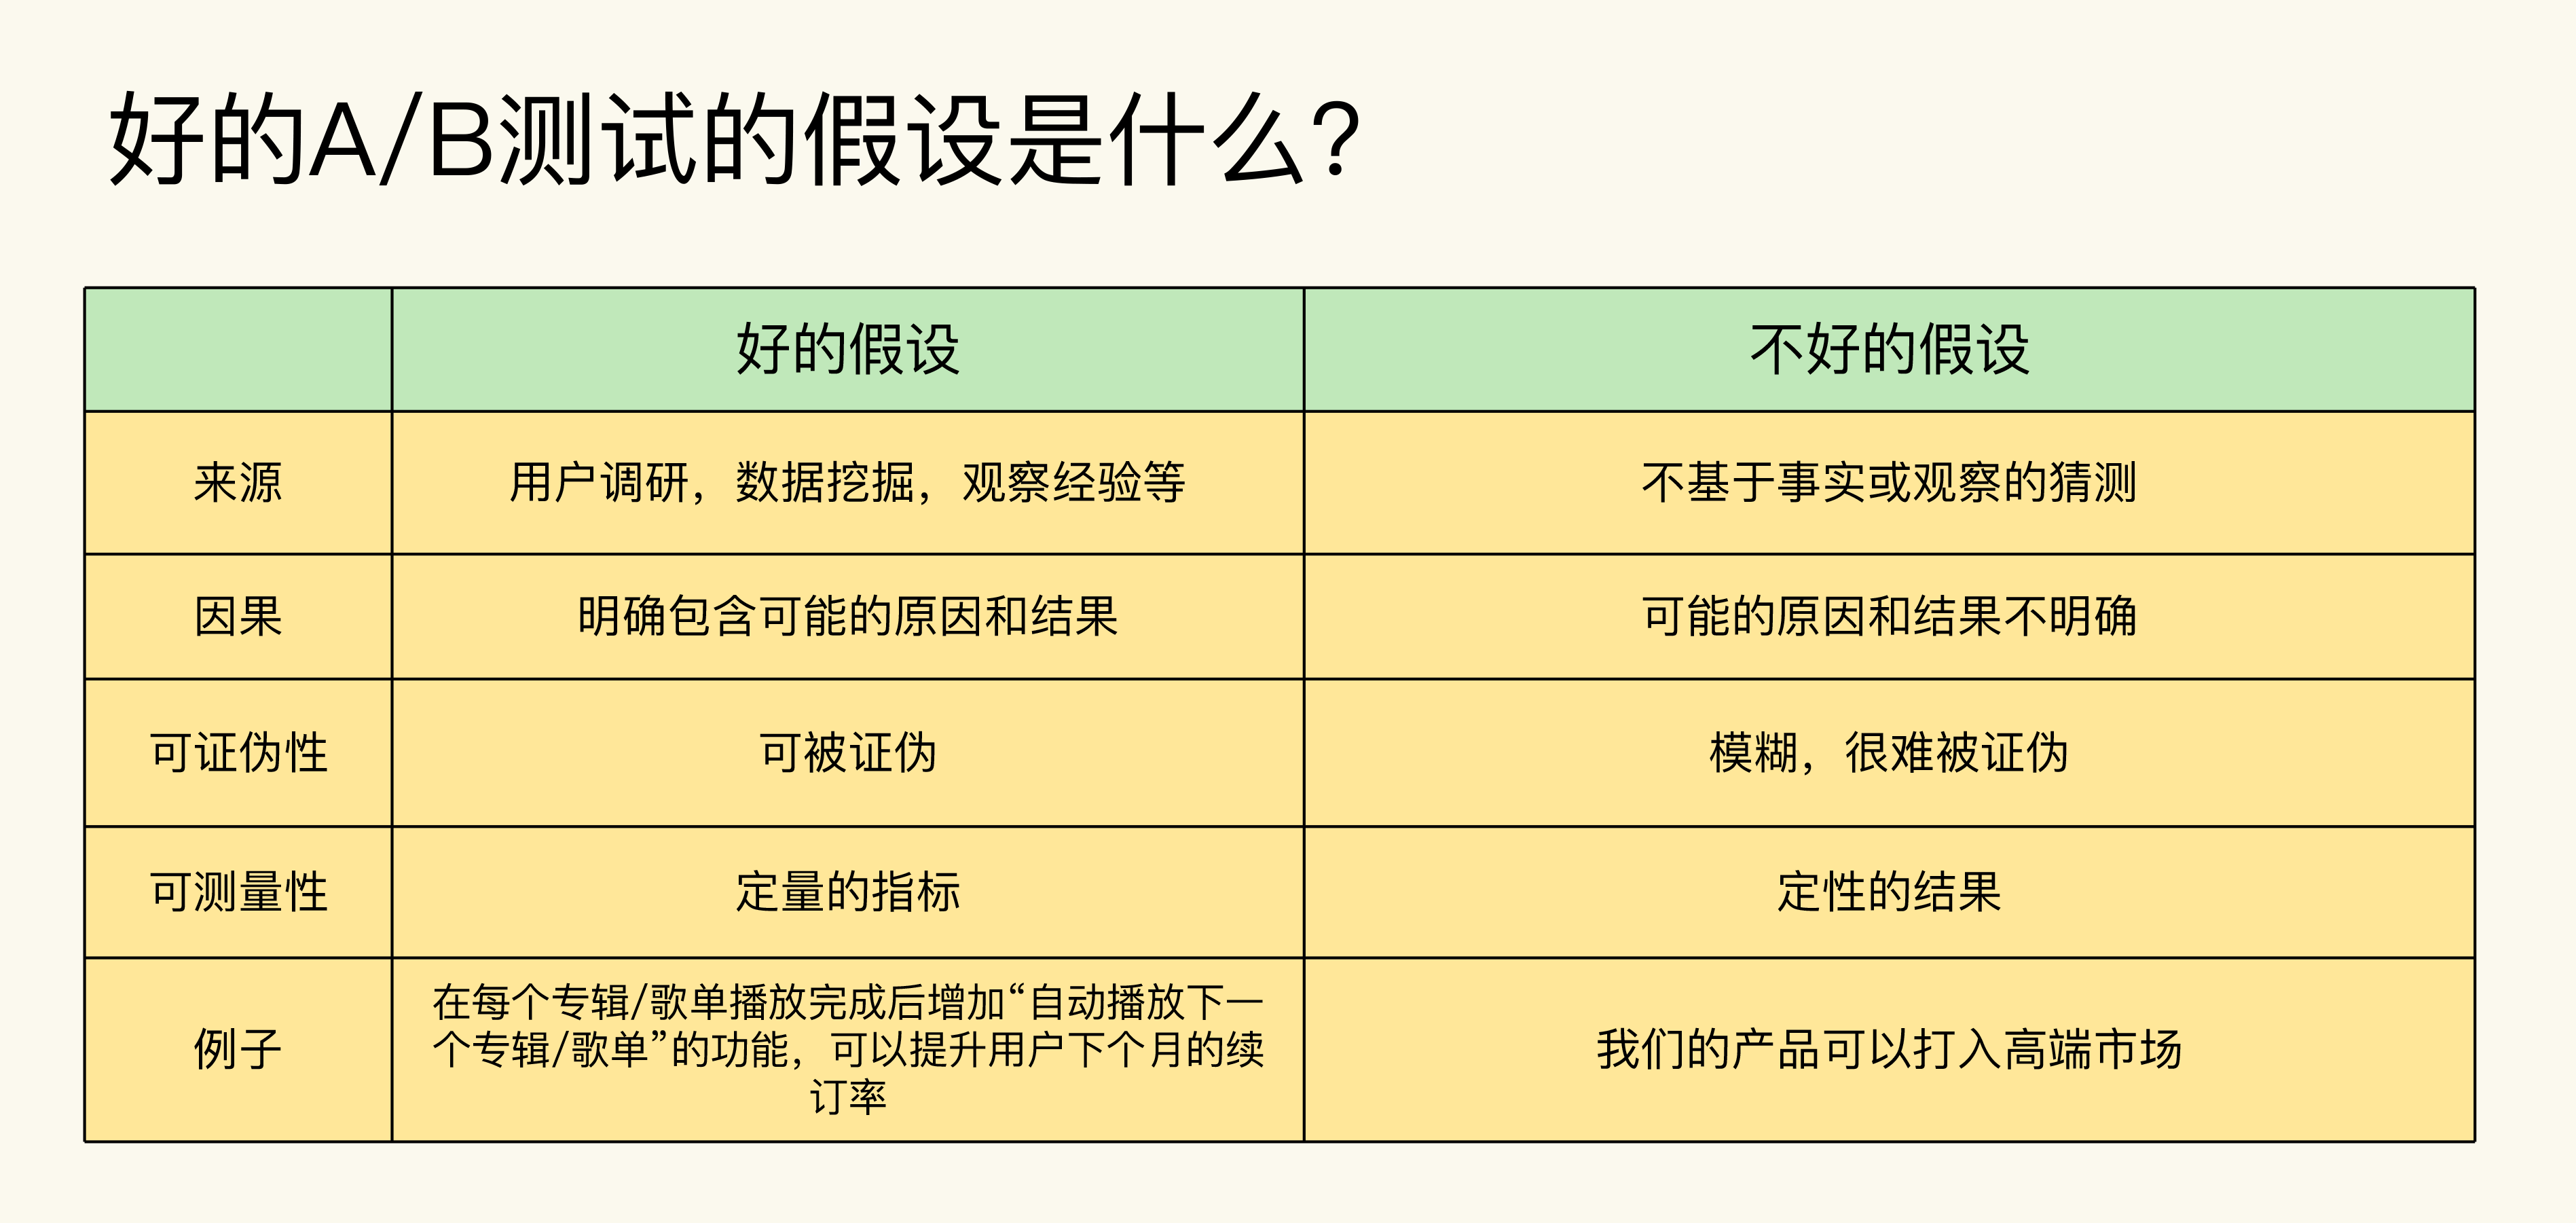 好的A/B测试的假设是什么?
好的假设 不好的假设
来源 用户调研，数据挖掘，观察经验等 不基于事实或观察的猜测
因果 明确包含可能的原因和结果 可能的原因和结果不明确
可证伪性 可被证伪 模糊，很难被证伪
可测量性 定量的指标 定性的结果
在每个专辑/歌单播放完成后增加“自动播放下一
例子 个专辑/歌单”的功能，可以提升用户下个月的续 我们的产品可以打入高端市场
订率